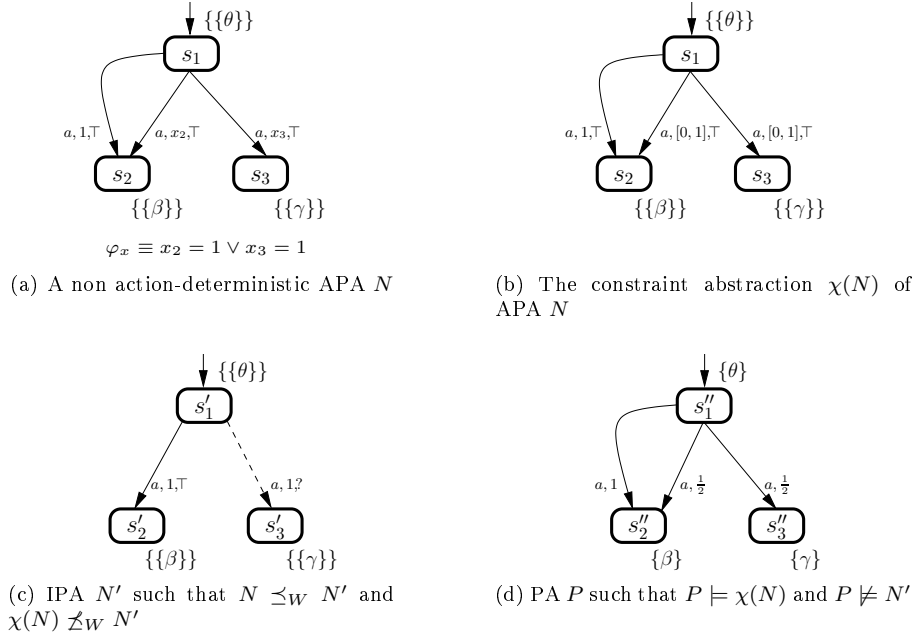 {{θ}} {{θ}}
s₁ s₁
a, 1,⊤ a, x₂,⊤ a, x₃,⊤ a, 1,⊤ a, [0, 1],⊤ a, [0, 1],⊤
s₂ s₃ s₂ s₃
{{β}} {{γ}} {{β}} {{γ}}
φₓ ≡ x₂ = 1 ∨ x₃ = 1
(a) A non action-deterministic APA N
(b) The constraint abstraction χ(N) of
APA N
{{θ}} {θ}
s′₁ s″₁
a, 1,⊤ a, 1,? a, 1 a, 1/2 a, 1/2
s′₂ s′₃ s″₂ s″₃
{{β}} {{γ}} {β} {γ}
(c) IPA N′ such that N ⪯_W N′ and
χ(N) ⪯̸_W N′
(d) PA P such that P ⊨ χ(N) and P ⊭ N′